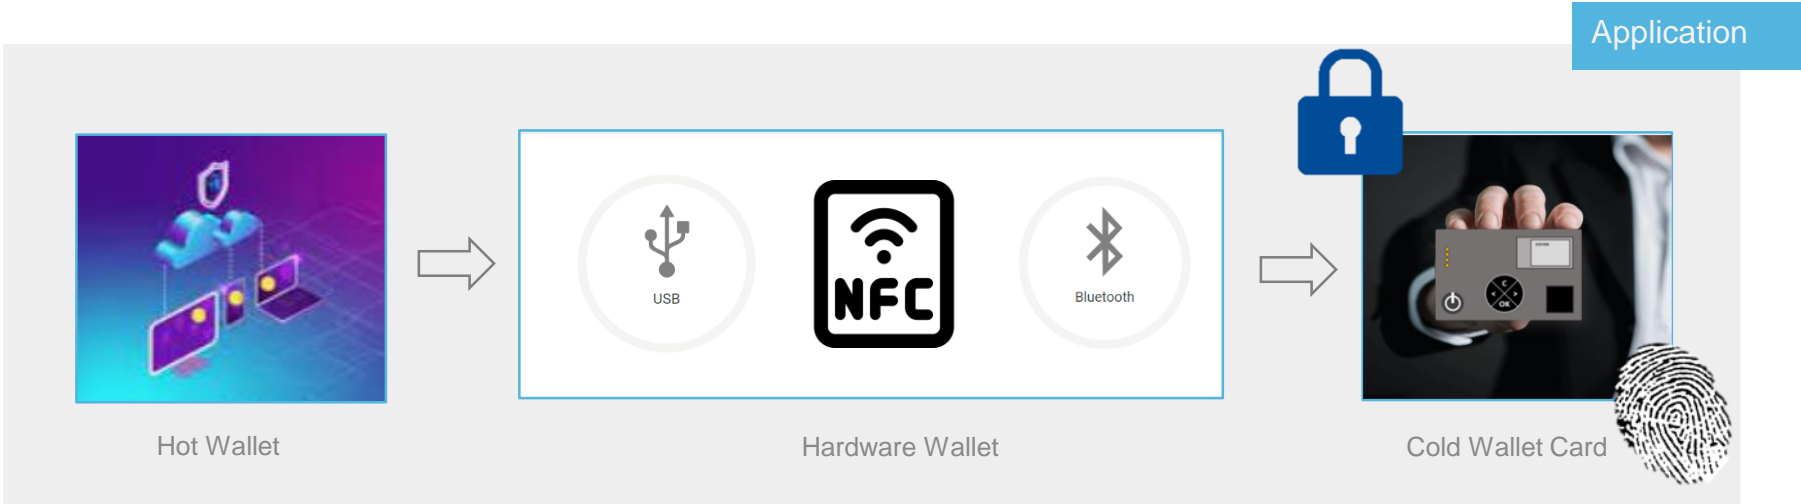 Application
USB
NFC
Bluetooth
C
< >
OK
Hot Wallet
Hardware Wallet
Cold Wallet Card